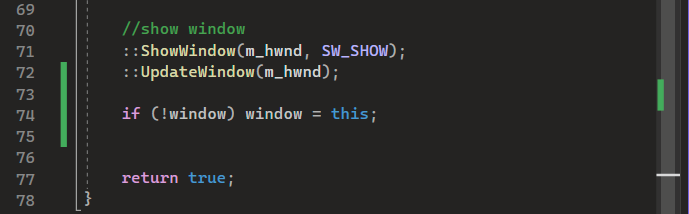 69
70 //show window
71 ::ShowWindow(m_hwnd, SW_SHOW);
72 ::UpdateWindow(m_hwnd);
73
74 if (!window) window = this;
75
76
77 return true;
78 }